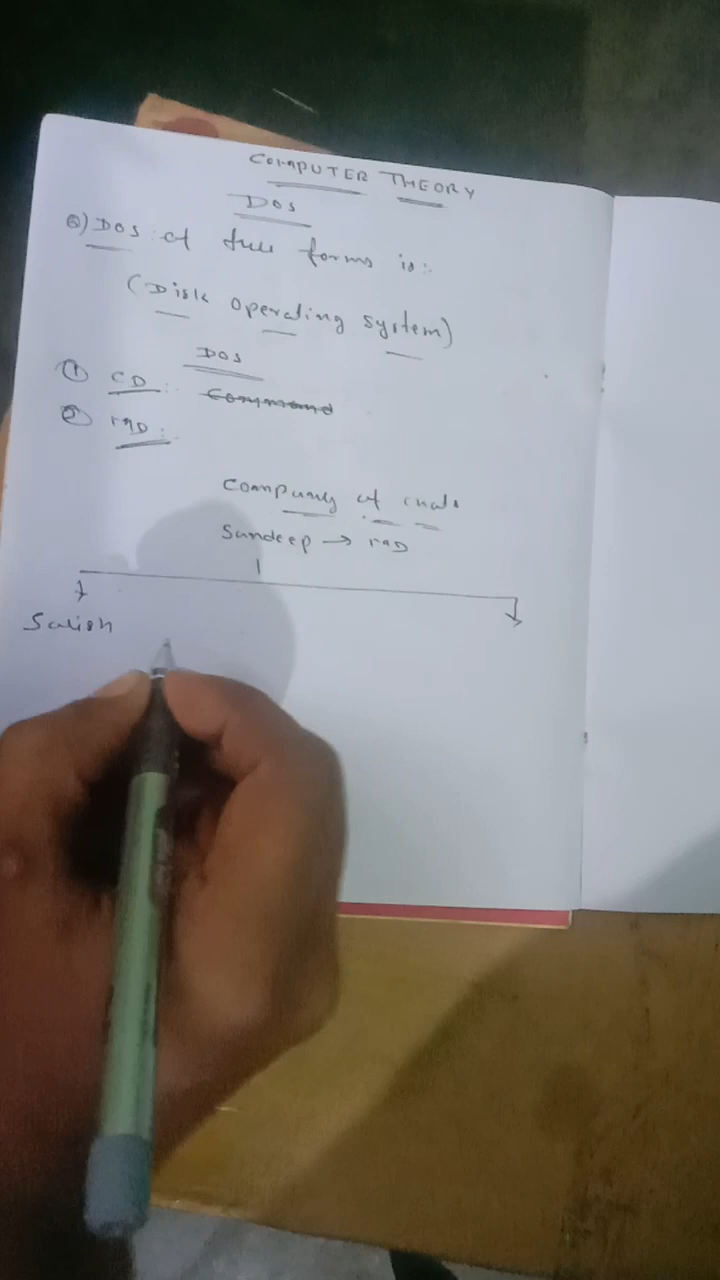 COMPUTER THEORY
DOS
DOS of full forms is:
(Disk operating system)
DOS
① CD: Command
② MD:
Company of
Sandeep → MD
Satish